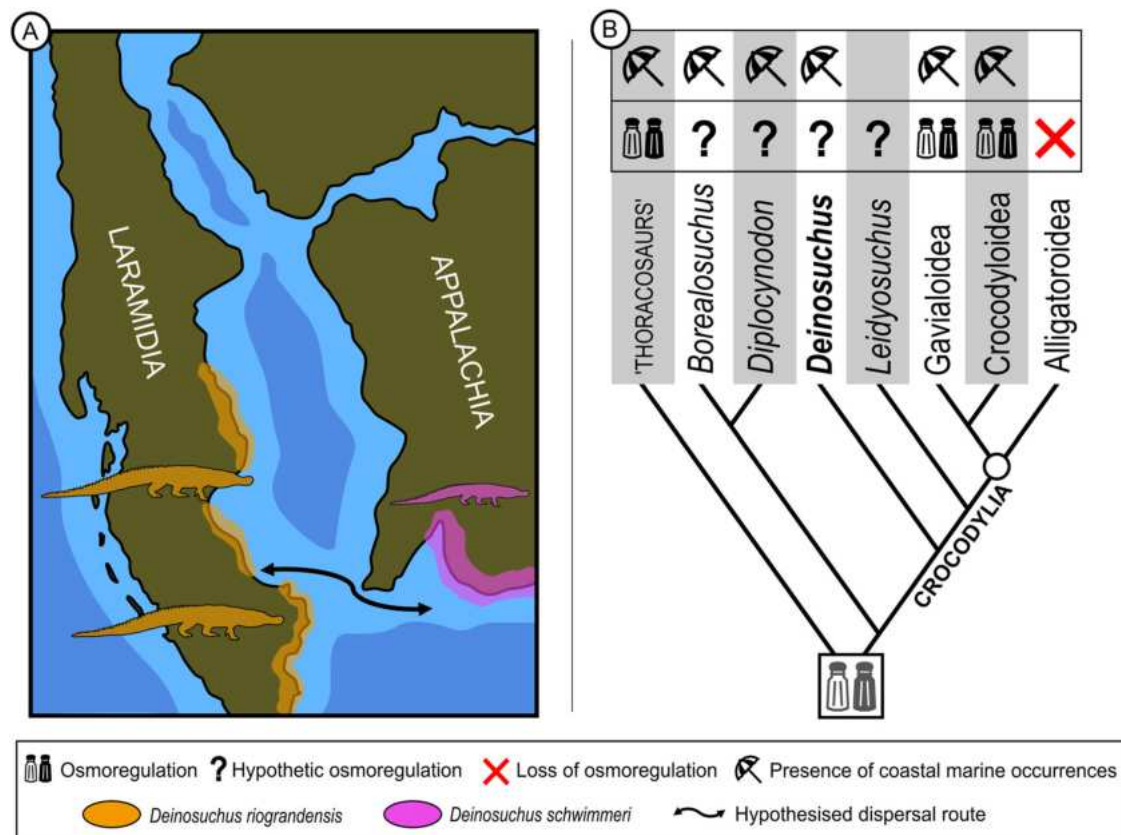 A
LARAMIDIA
APPALACHIA
B
? ? ? ?
'THORACOSAURS'
Borealosuchus
Diplocynodon
Deinosuchus
Leidyosuchus
Gavialoidea
Crocodyloidea
Alligatoroidea
CROCODYLIA
Osmoregulation ? Hypothetic osmoregulation Loss of osmoregulation Presence of coastal marine occurrences
Deinosuchus riograndensis Deinosuchus schwimmeri Hypothesised dispersal route